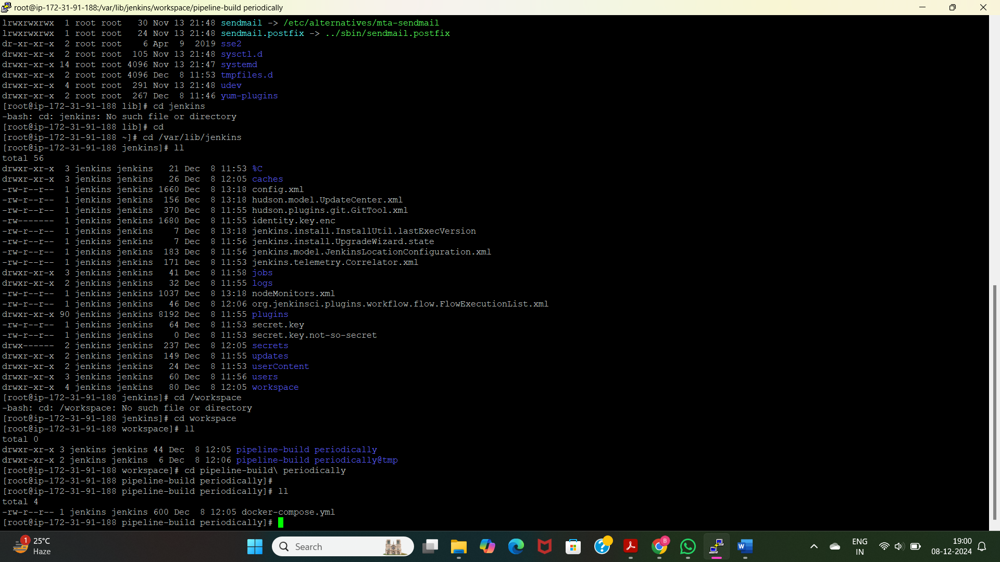 root@ip-172-31-91-188:/var/lib/jenkins/workspace/pipeline-build periodically
lrwxrwxrwx  1 root root   30 Nov 13 21:48 sendmail -> /etc/alternatives/mta-sendmail
lrwxrwxrwx  1 root root   24 Nov 13 21:48 sendmail.postfix -> ../sbin/sendmail.postfix
dr-xr-xr-x  2 root root    6 Apr  9  2019 sse2
drwxr-xr-x  2 root root  105 Nov 13 21:48 sysctl.d
drwxr-xr-x 14 root root 4096 Nov 13 21:47 systemd
drwxr-xr-x  2 root root 4096 Dec  8 11:53 tmpfiles.d
drwxr-xr-x  4 root root  291 Nov 13 21:48 udev
drwxr-xr-x  2 root root  267 Dec  8 11:46 yum-plugins
[root@ip-172-31-91-188 lib]# cd jenkins
-bash: cd: jenkins: No such file or directory
[root@ip-172-31-91-188 lib]# cd
[root@ip-172-31-91-188 ~]# cd /var/lib/jenkins
[root@ip-172-31-91-188 jenkins]# ll
total 56
drwxr-xr-x  3 jenkins jenkins   21 Dec  8 11:53 %C
drwxr-xr-x  3 jenkins jenkins   26 Dec  8 12:05 caches
-rw-r--r--  1 jenkins jenkins 1660 Dec  8 13:18 config.xml
-rw-r--r--  1 jenkins jenkins  156 Dec  8 13:18 hudson.model.UpdateCenter.xml
-rw-r--r--  1 jenkins jenkins  370 Dec  8 11:55 hudson.plugins.git.GitTool.xml
-rw-------  1 jenkins jenkins 1680 Dec  8 11:55 identity.key.enc
-rw-r--r--  1 jenkins jenkins    7 Dec  8 13:18 jenkins.install.InstallUtil.lastExecVersion
-rw-r--r--  1 jenkins jenkins    7 Dec  8 11:56 jenkins.install.UpgradeWizard.state
-rw-r--r--  1 jenkins jenkins  183 Dec  8 11:56 jenkins.model.JenkinsLocationConfiguration.xml
-rw-r--r--  1 jenkins jenkins  171 Dec  8 11:53 jenkins.telemetry.Correlator.xml
drwxr-xr-x  3 jenkins jenkins   41 Dec  8 11:58 jobs
drwxr-xr-x  2 jenkins jenkins   32 Dec  8 11:55 logs
-rw-r--r--  1 jenkins jenkins 1037 Dec  8 13:18 nodeMonitors.xml
-rw-r--r--  1 jenkins jenkins   46 Dec  8 12:06 org.jenkinsci.plugins.workflow.flow.FlowExecutionList.xml
drwxr-xr-x 90 jenkins jenkins 8192 Dec  8 11:55 plugins
-rw-r--r--  1 jenkins jenkins   64 Dec  8 11:53 secret.key
-rw-r--r--  1 jenkins jenkins    0 Dec  8 11:53 secret.key.not-so-secret
drwx------  2 jenkins jenkins  237 Dec  8 12:05 secrets
drwxr-xr-x  2 jenkins jenkins  149 Dec  8 11:55 updates
drwxr-xr-x  2 jenkins jenkins   24 Dec  8 11:53 userContent
drwxr-xr-x  3 jenkins jenkins   60 Dec  8 11:56 users
drwxr-xr-x  4 jenkins jenkins   80 Dec  8 12:05 workspace
[root@ip-172-31-91-188 jenkins]# cd /workspace
-bash: cd: /workspace: No such file or directory
[root@ip-172-31-91-188 jenkins]# cd workspace
[root@ip-172-31-91-188 workspace]# ll
total 0
drwxr-xr-x 3 jenkins jenkins 44 Dec  8 12:05 pipeline-build periodically
drwxr-xr-x 2 jenkins jenkins  6 Dec  8 12:06 pipeline-build periodically@tmp
[root@ip-172-31-91-188 workspace]# cd pipeline-build\ periodically
[root@ip-172-31-91-188 pipeline-build periodically]#
[root@ip-172-31-91-188 pipeline-build periodically]# ll
total 4
-rw-r--r-- 1 jenkins jenkins 600 Dec  8 12:05 docker-compose.yml
[root@ip-172-31-91-188 pipeline-build periodically]#
1
25°C
Haze
Search
B
ENG
IN
19:00
08-12-2024